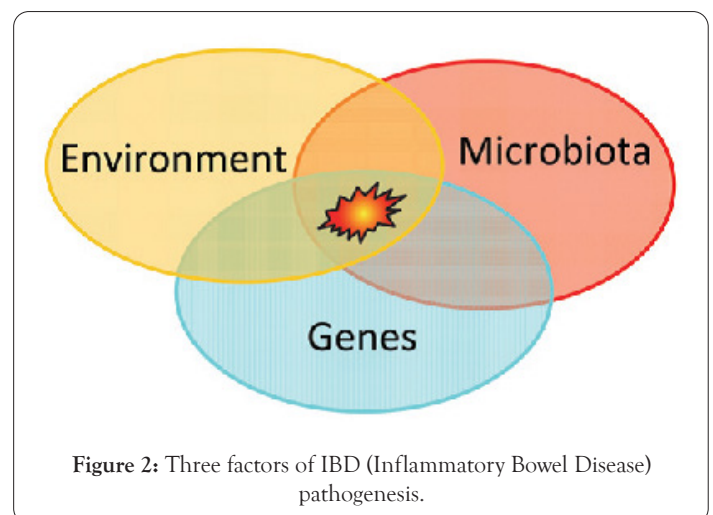 Environment
Microbiota
Genes
Figure 2: Three factors of IBD (Inflammatory Bowel Disease)
pathogenesis.